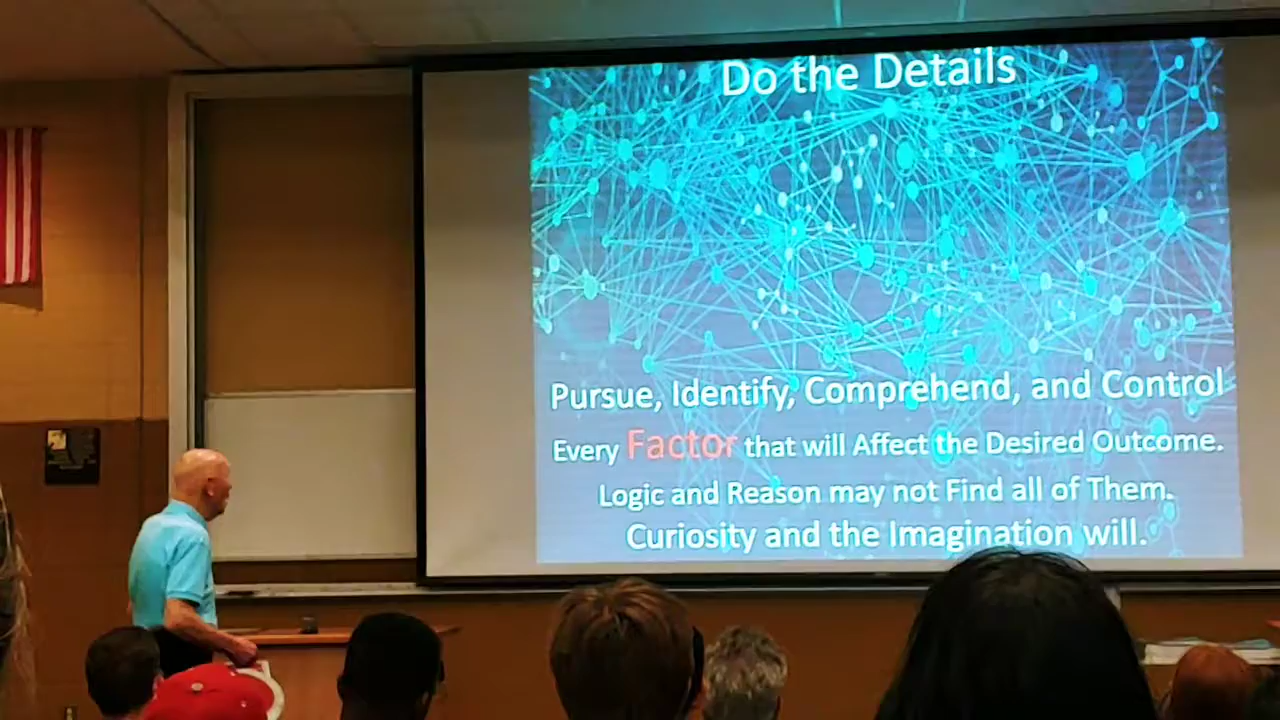 Do the Details
Pursue, Identify, Comprehend, and Control
Every Factor that will Affect the Desired Outcome.
Logic and Reason may not Find all of Them.
Curiosity and the Imagination will.